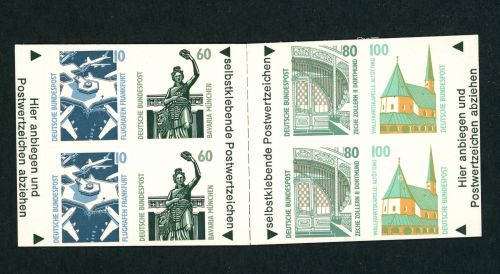 Hier anbiegen und
Postwertzeichen abziehen
10
DEUTSCHE BUNDESPOST
FLUGHAFEN FRANKFURT
60
DEUTSCHE BUNDESPOST
BAVARIA MÜNCHEN
10
DEUTSCHE BUNDESPOST
FLUGHAFEN FRANKFURT
60
DEUTSCHE BUNDESPOST
BAVARIA MÜNCHEN
selbstklebende Postwertzeichen
selbstklebende Postwertzeichen
80
DEUTSCHE BUNDESPOST
ZECHE ZOLLERN II DORTMUND
100
DEUTSCHE BUNDESPOST
WALLFAHRTSKAPELLE ALTÖTTING
80
DEUTSCHE BUNDESPOST
ZECHE ZOLLERN II DORTMUND
100
DEUTSCHE BUNDESPOST
WALLFAHRTSKAPELLE ALTÖTTING
Hier anbiegen und
Postwertzeichen abziehen